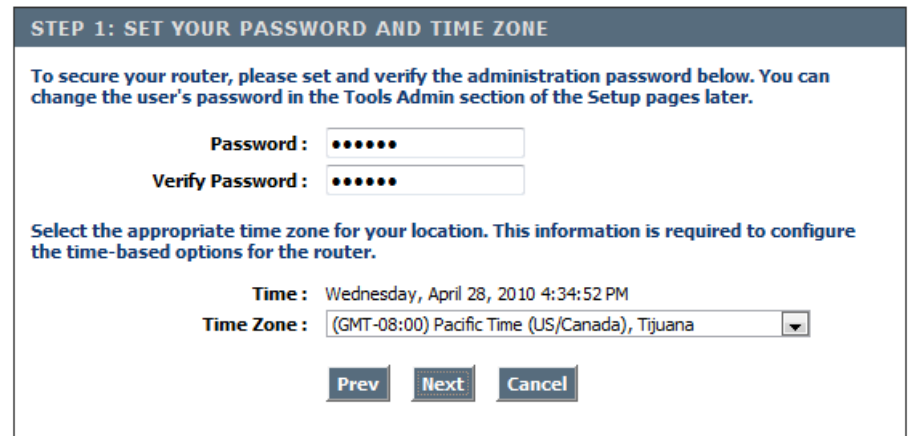 STEP 1: SET YOUR PASSWORD AND TIME ZONE
To secure your router, please set and verify the administration password below. You can
change the user's password in the Tools Admin section of the Setup pages later.
Password : ••••••
Verify Password : ••••••
Select the appropriate time zone for your location. This information is required to configure
the time-based options for the router.
Time : Wednesday, April 28, 2010 4:34:52 PM
Time Zone : (GMT-08:00) Pacific Time (US/Canada), Tijuana
Prev Next Cancel